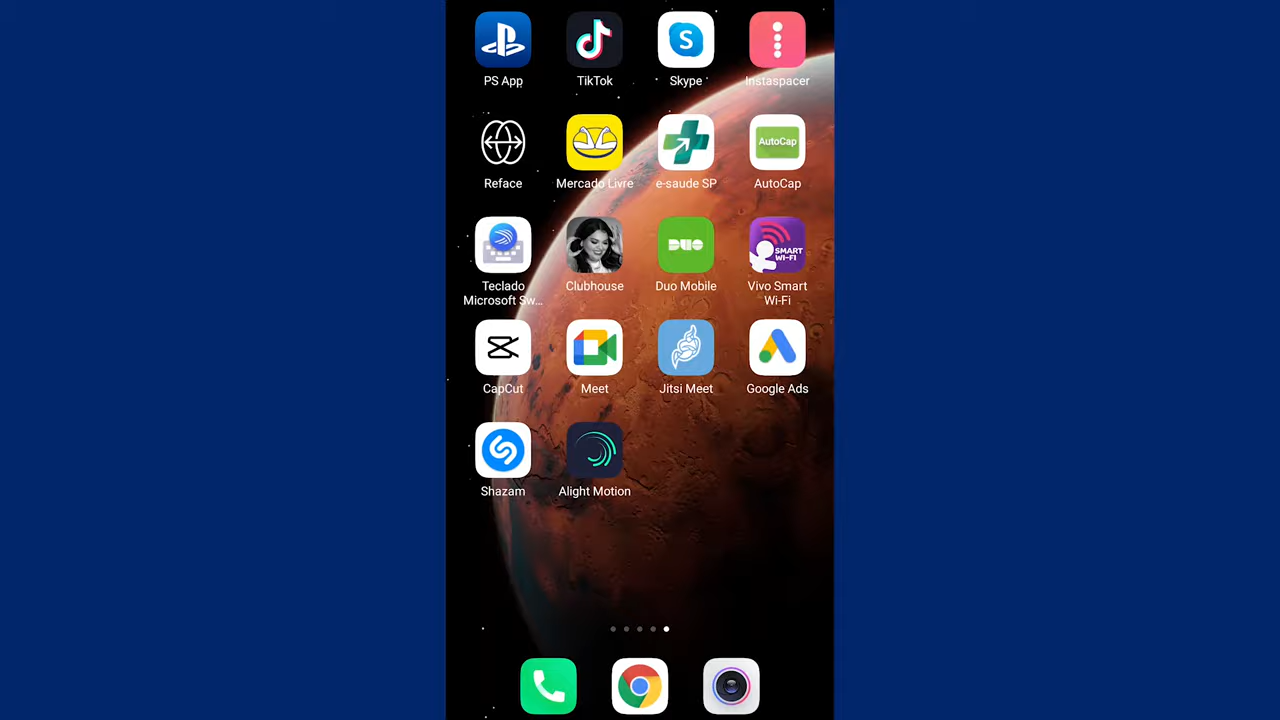 PS App
TikTok
S
Skype
Instaspacer
Reface
Mercado Livre
e-saude SP
AutoCap
AutoCap
Teclado
Microsoft Sw...
Clubhouse
DUO
Duo Mobile
SMART
WI-FI
Vivo Smart
Wi-Fi
CapCut
Meet
Jitsi Meet
Google Ads
Shazam
Alight Motion